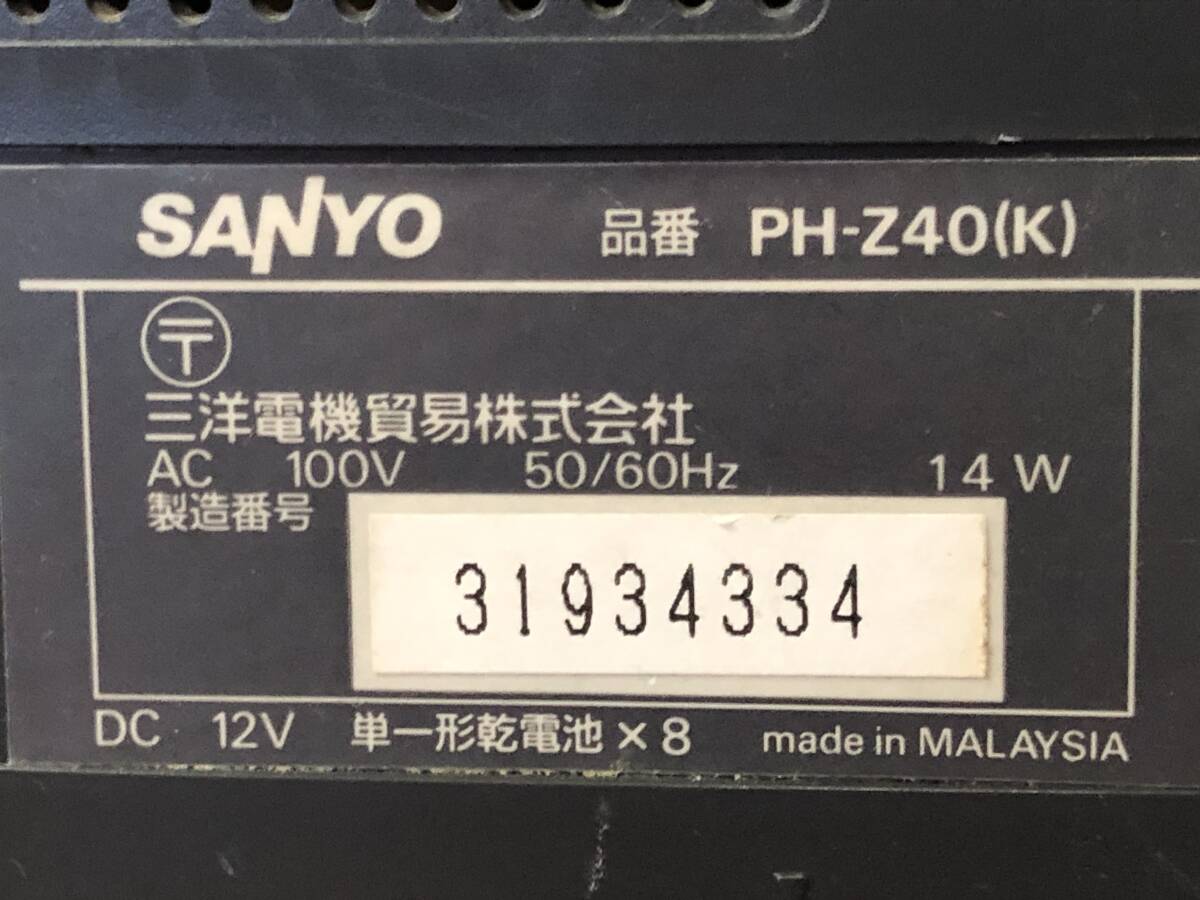 SANYO 品番 PH-Z40(K)
〒
三洋電機貿易株式会社
AC 100V 50/60Hz 14W
製造番号 31934334
DC 12V 単一形乾電池×8 made in MALAYSIA